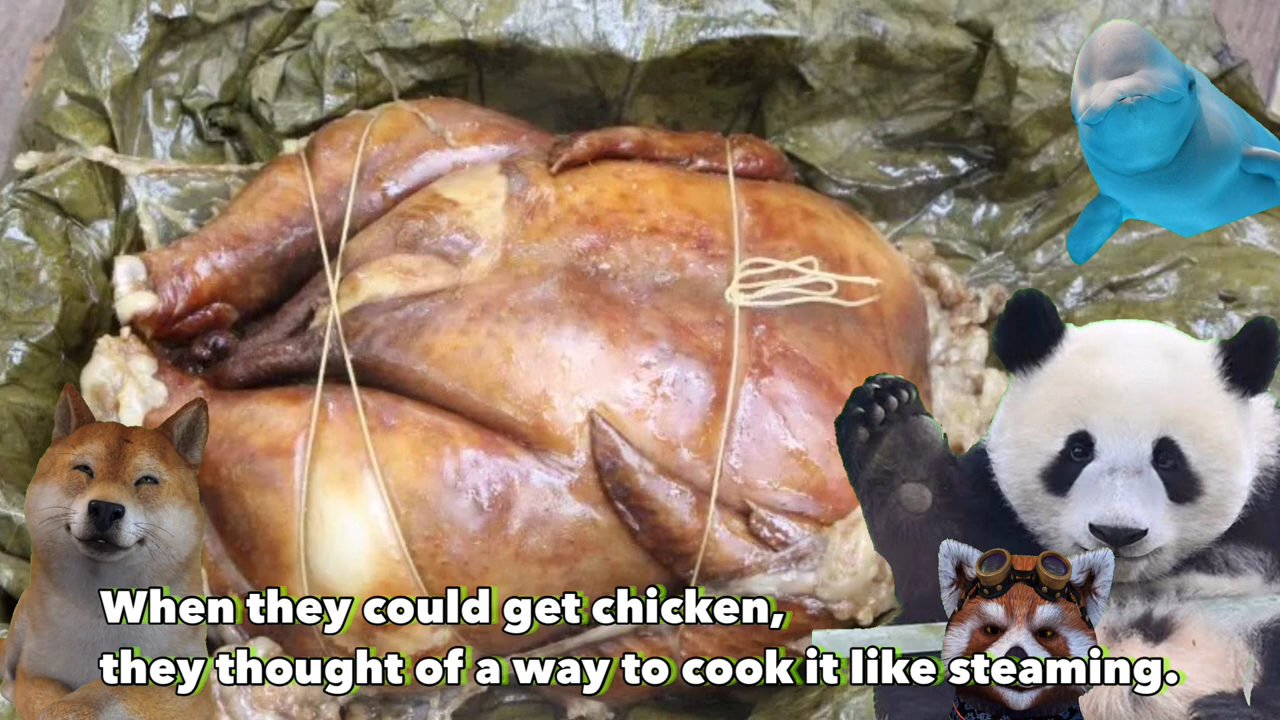 When they could get chicken,
they thought of a way to cook it like steaming.